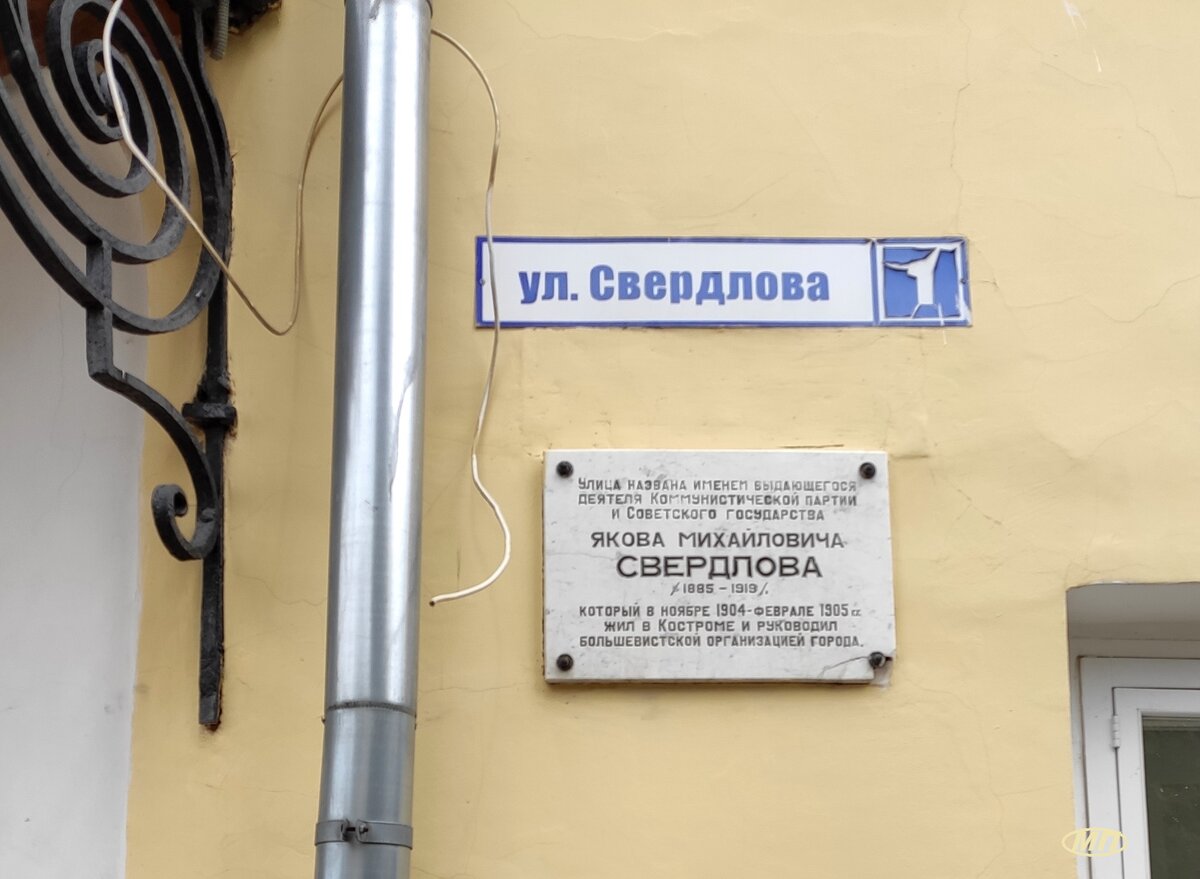 ул. Свердлова 1
Улица названа именем выдающегося
деятеля Коммунистической партии
и Советского государства
ЯКОВА МИХАЙЛОВИЧА
СВЕРДЛОВА
/1885 – 1919/,
который в ноябре 1904 - феврале 1905 гг.
жил в Костроме и руководил
большевистской организацией города.